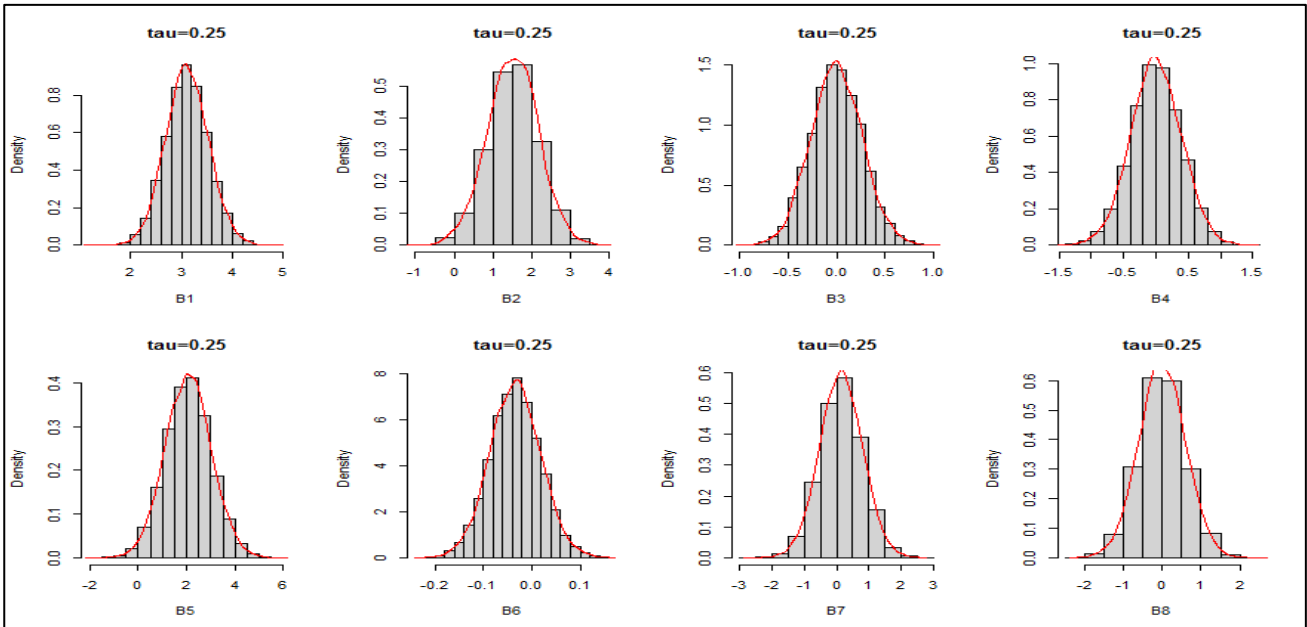 tau=0.25 tau=0.25 tau=0.25 tau=0.25
Density
0.0 0.2 0.4 0.6 0.8
2 3 4 5
B1
Density
0.0 0.1 0.2 0.3 0.4 0.5
-1 0 1 2 3 4
B2
Density
0.0 0.5 1.0 1.5
-1.0 -0.5 0.0 0.5 1.0
B3
Density
0.0 0.2 0.4 0.6 0.8 1.0
-1.5 -0.5 0.5 1.5
B4
tau=0.25 tau=0.25 tau=0.25 tau=0.25
Density
0.0 0.1 0.2 0.3 0.4
-2 0 2 4 6
B5
Density
0 2 4 6 8
-0.2 -0.1 0.0 0.1
B6
Density
0.0 0.1 0.2 0.3 0.4 0.5 0.6
-3 -2 -1 0 1 2 3
B7
Density
0.0 0.1 0.2 0.3 0.4 0.5 0.6
-2 -1 0 1 2
B8